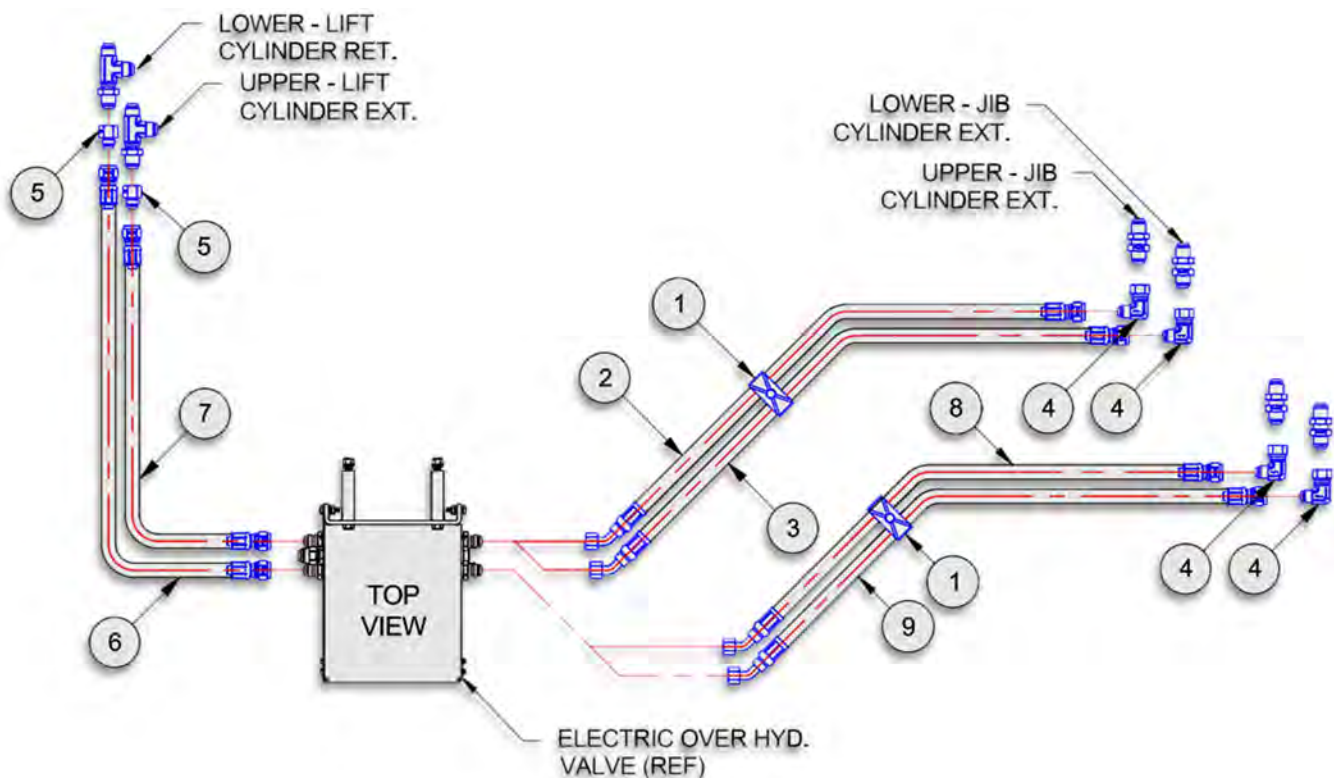 LOWER - LIFT
CYLINDER RET.
UPPER - LIFT
CYLINDER EXT.
LOWER - JIB
CYLINDER EXT.
UPPER - JIB
CYLINDER EXT.
5
5
1
2
4
4
7
8
3
4
4
1
6
9
TOP
VIEW
ELECTRIC OVER HYD.
VALVE (REF)